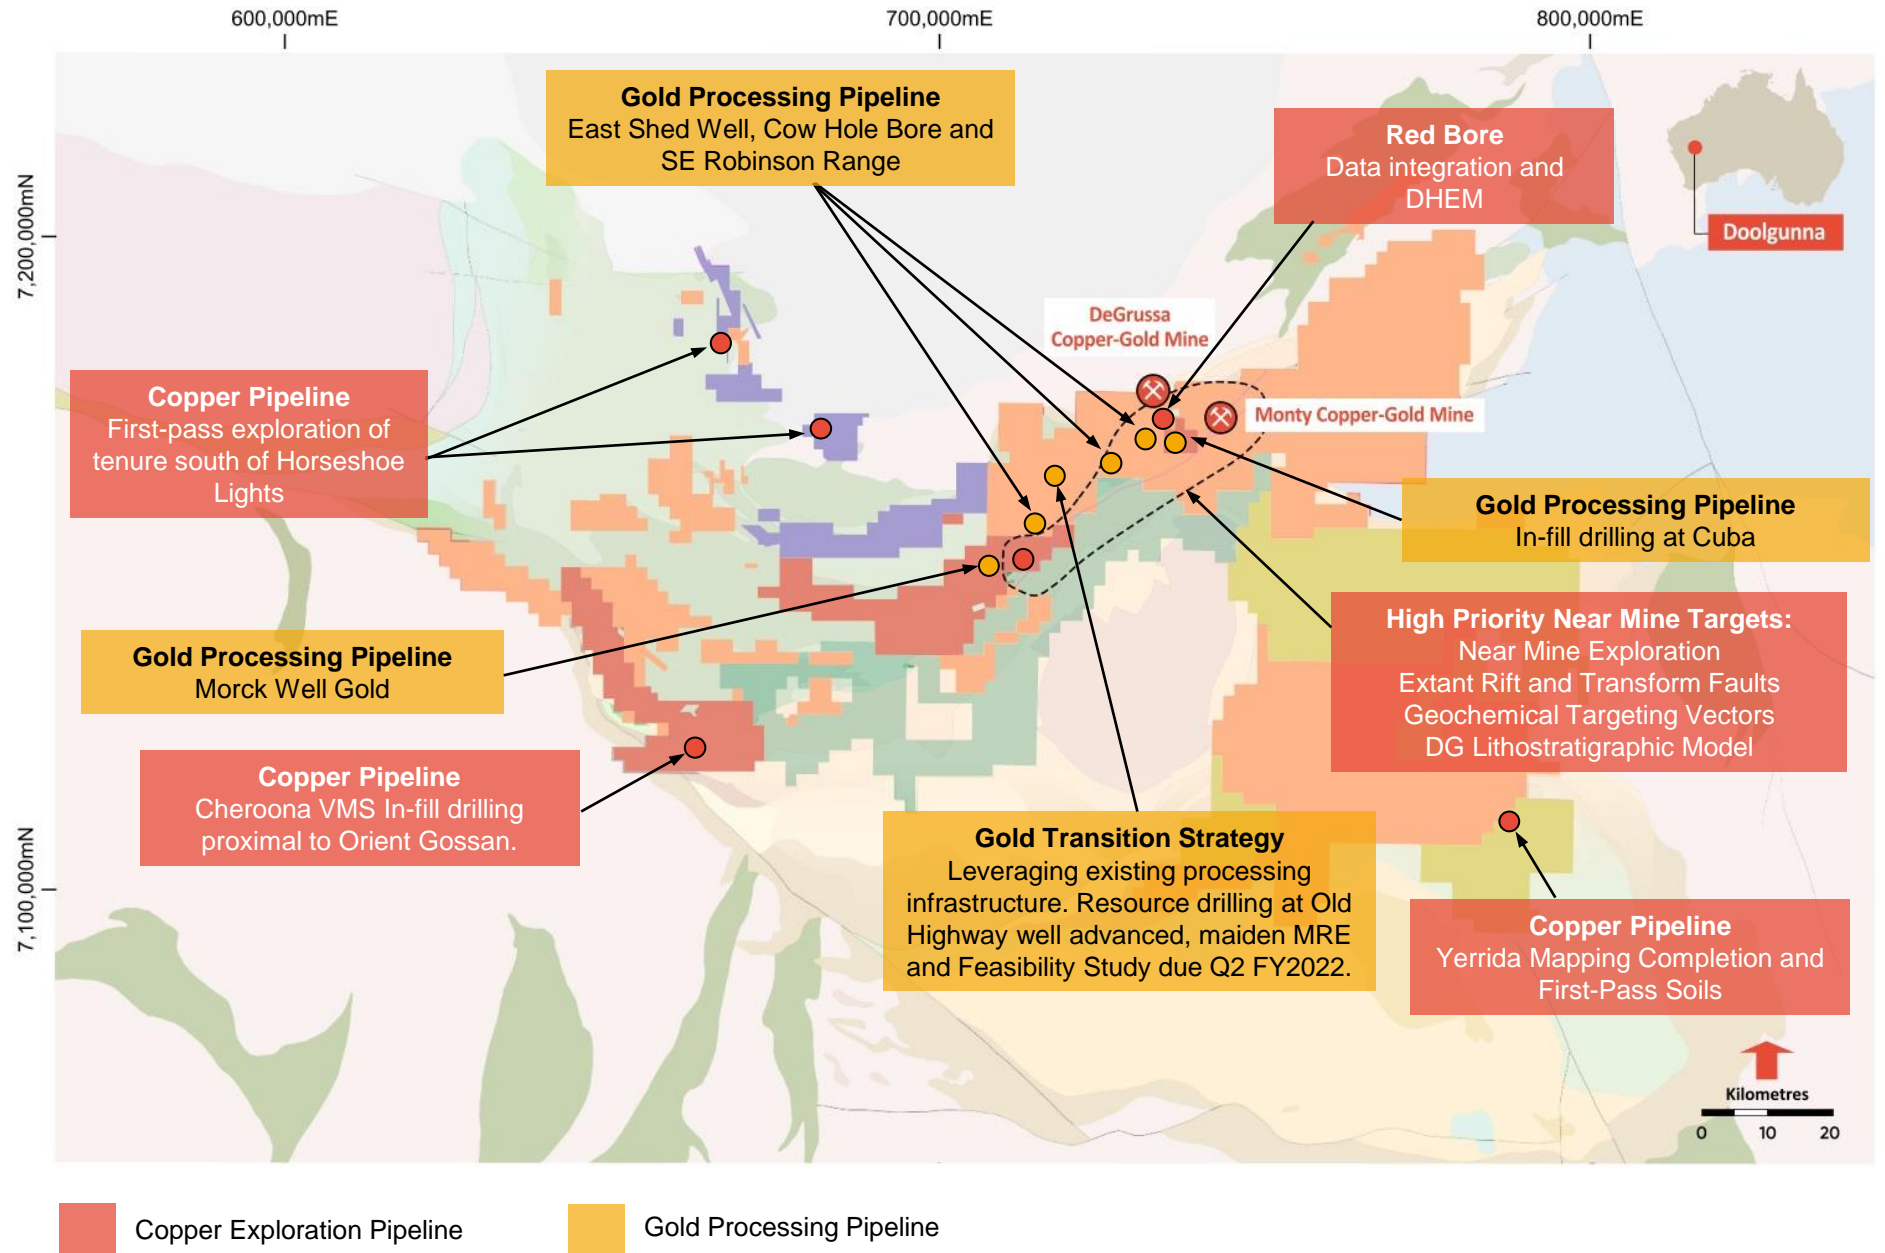 600,000mE
700,000mE
800,000mE
7,200,000mN
7,100,000mN
Gold Processing Pipeline
East Shed Well, Cow Hole Bore and
SE Robinson Range
Red Bore
Data integration and
DHEM
Doolgunna
DeGrussa
Copper-Gold Mine
Monty Copper-Gold Mine
Copper Pipeline
First-pass exploration of
tenure south of Horseshoe
Lights
Gold Processing Pipeline
In-fill drilling at Cuba
High Priority Near Mine Targets:
Near Mine Exploration
Extant Rift and Transform Faults
Geochemical Targeting Vectors
DG Lithostratigraphic Model
Gold Processing Pipeline
Morck Well Gold
Copper Pipeline
Cheroona VMS In-fill drilling
proximal to Orient Gossan.
Gold Transition Strategy
Leveraging existing processing
infrastructure. Resource drilling at Old
Highway well advanced, maiden MRE
and Feasibility Study due Q2 FY2022.
Copper Pipeline
Yerrida Mapping Completion and
First-Pass Soils
Kilometres
0 10 20
Copper Exploration Pipeline
Gold Processing Pipeline